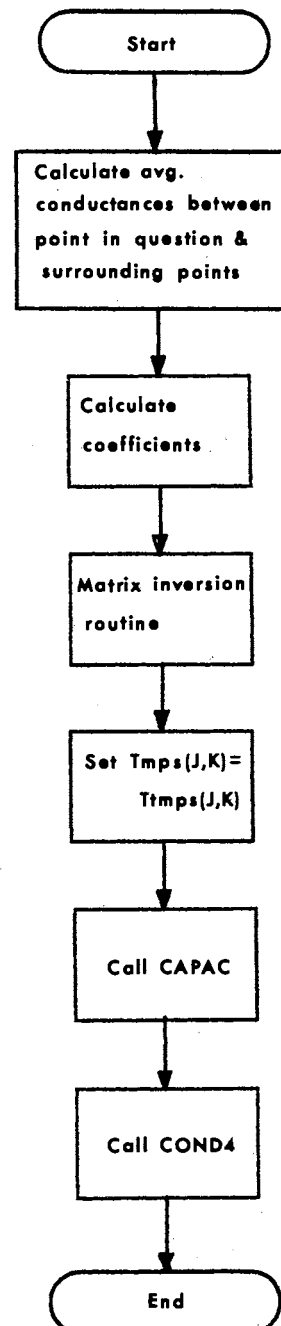 Start
Calculate avg.
conductances between
point in question &
surrounding points
Calculate
coefficients
Matrix inversion
routine
Set Tmps(J,K)=
Ttmps(J,K)
Call CAPAC
Call COND4
End